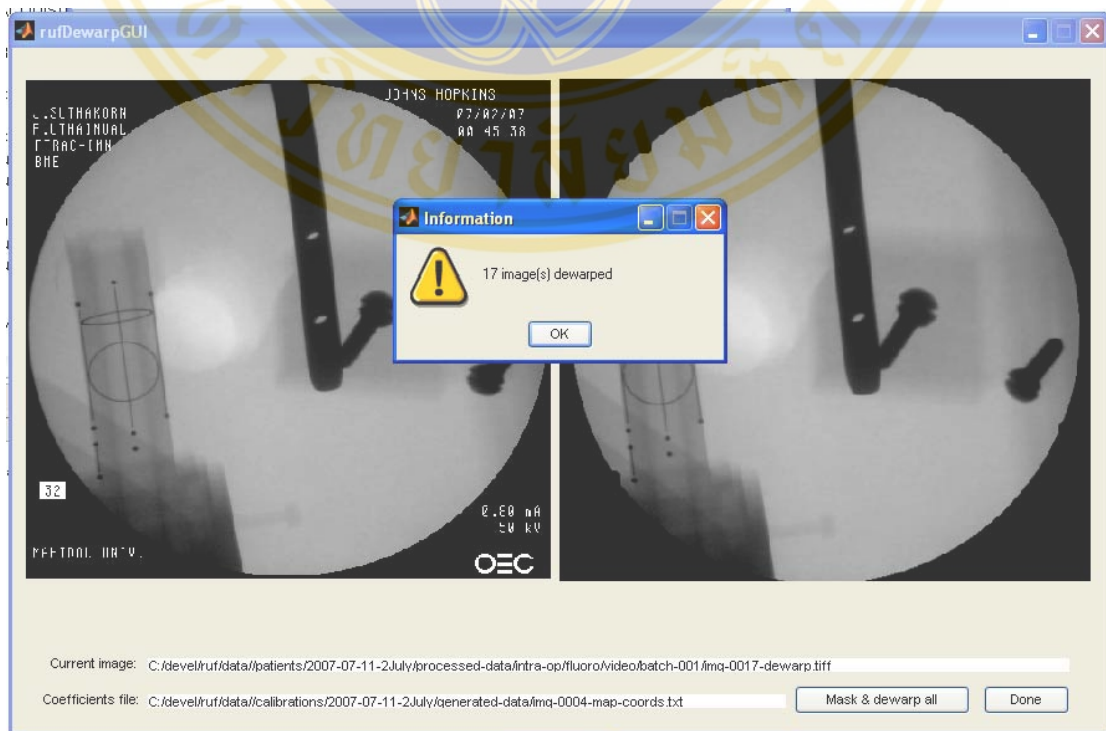 rufDewarpGUI
JOHNS HOPKINS
07/02/07
00 45 38
BME
Information
17 image(s) dewarped
OK
32
0.80 mA
50 kV
OEC
Current image: C:/devel/ruf/data//patients/2007-07-11-2July/processed-data/intra-op/fluoro/video/batch-001/img-0017-dewarp.tiff
Coefficients file: C:/devel/ruf/data//calibrations/2007-07-11-2July/generated-data/img-0004-map-coords.txt
Mask & dewarp all
Done